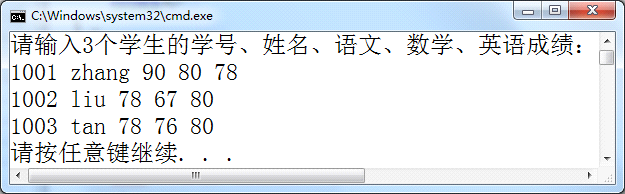 C:\Windows\system32\cmd.exe
请输入3个学生的学号、姓名、语文、数学、英语成绩:
1001 zhang 90 80 78
1002 liu 78 67 80
1003 tan 78 76 80
请按任意键继续. . .